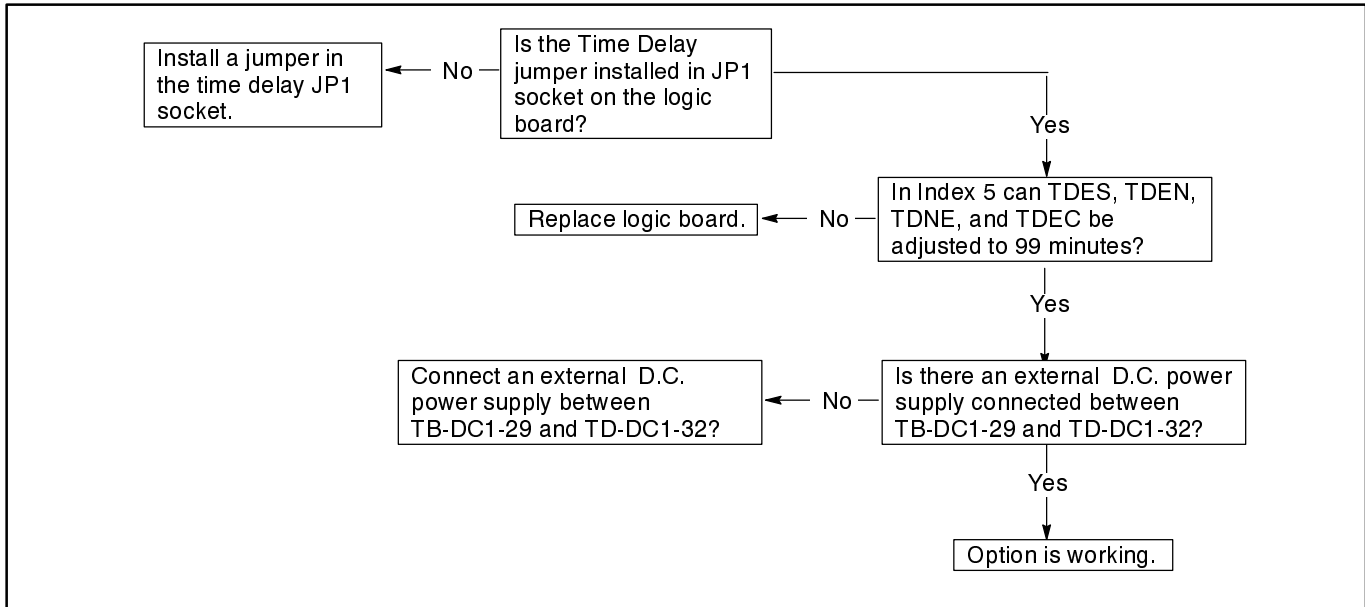 Install a jumper in
the time delay JP1
socket.
No
Is the Time Delay
jumper installed in JP1
socket on the logic
board?
Yes
Replace logic board.
No
In Index 5 can TDES, TDEN,
TDNE, and TDEC be
adjusted to 99 minutes?
Yes
Connect an external D.C.
power supply between
TB-DC1-29 and TD-DC1-32?
No
Is there an external D.C. power
supply connected between
TB-DC1-29 and TD-DC1-32?
Yes
Option is working.